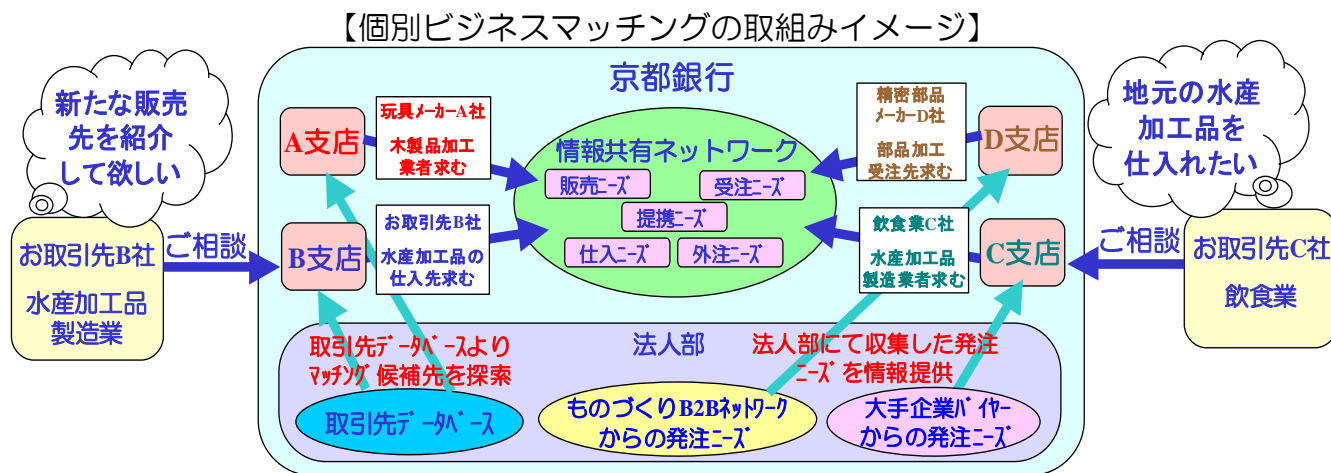 【個別ビジネスマッチングの取組みイメージ】
京都銀行
新たな販売
先を紹介
して欲しい
お取引先B社
水産加工品
製造業
ご相談
A支店
玩具ﾒｰｶｰA社
木製品加工
業者求む
B支店
お取引先B社
水産加工品の
仕入先求む
情報共有ネットワーク
販売ﾆｰｽﾞ
受注ﾆｰｽﾞ
提携ﾆｰｽﾞ
仕入ﾆｰｽﾞ
外注ﾆｰｽﾞ
精密部品
ﾒｰｶｰD社
部品加工
受注先求む
D支店
飲食業C社
水産加工品
製造業者求む
C支店
地元の水産
加工品を
仕入れたい
ご相談
お取引先C社
飲食業
法人部
取引先ﾃﾞｰﾀﾍﾞｰｽより
ﾏｯﾁﾝｸﾞ候補先を探索
法人部にて収集した発注
ﾆｰｽﾞを情報提供
取引先ﾃﾞｰﾀﾍﾞｰｽ
ものづくりB2Bﾈｯﾄﾜｰｸ
からの発注ﾆｰｽﾞ
大手企業ﾊﾞｲﾔｰ
からの発注ﾆｰｽﾞ